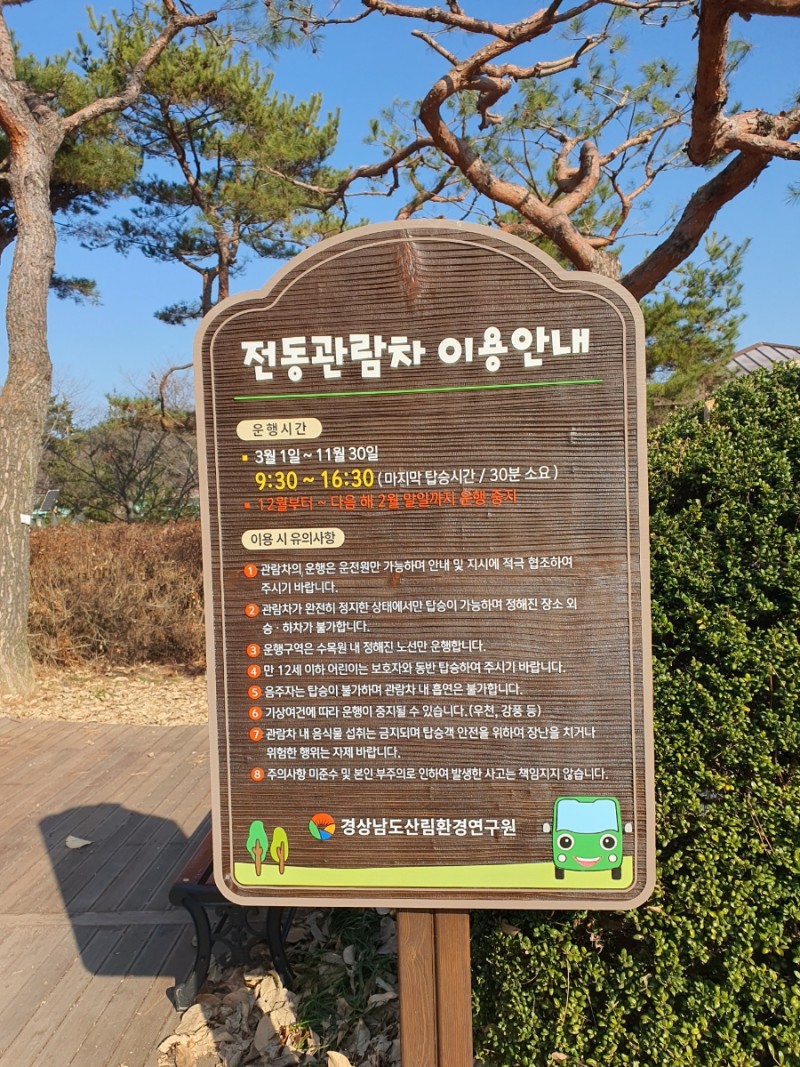 전동관람차 이용안내
운행시간
3월 1일 ~ 11월 30일
9:30 ~ 16:30 (마지막 탑승시간 / 30분 소요)
12월부터 ~ 다음 해 2월 말일까지 운행 중지
이용 시 유의사항
1 관람차의 운행은 운전원만 가능하며 안내 및 지시에 적극 협조하여
주시기 바랍니다.
2 관람차가 완전히 정지한 상태에서만 탑승이 가능하며 정해진 장소 외
승 · 하차가 불가합니다.
3 운행구역은 수목원 내 정해진 노선만 운행합니다.
4 만 12세 이하 어린이는 보호자와 동반 탑승하여 주시기 바랍니다.
5 음주자는 탑승이 불가하며 관람차 내 흡연은 불가합니다.
6 기상여건에 따라 운행이 중지될 수 있습니다.(우천, 강풍 등)
7 관람차 내 음식물 섭취는 금지되며 탑승객 안전을 위하여 장난을 치거나
위험한 행위는 자제 바랍니다.
8 주의사항 미준수 및 본인 부주의로 인하여 발생한 사고는 책임지지 않습니다.
경상남도산림환경연구원